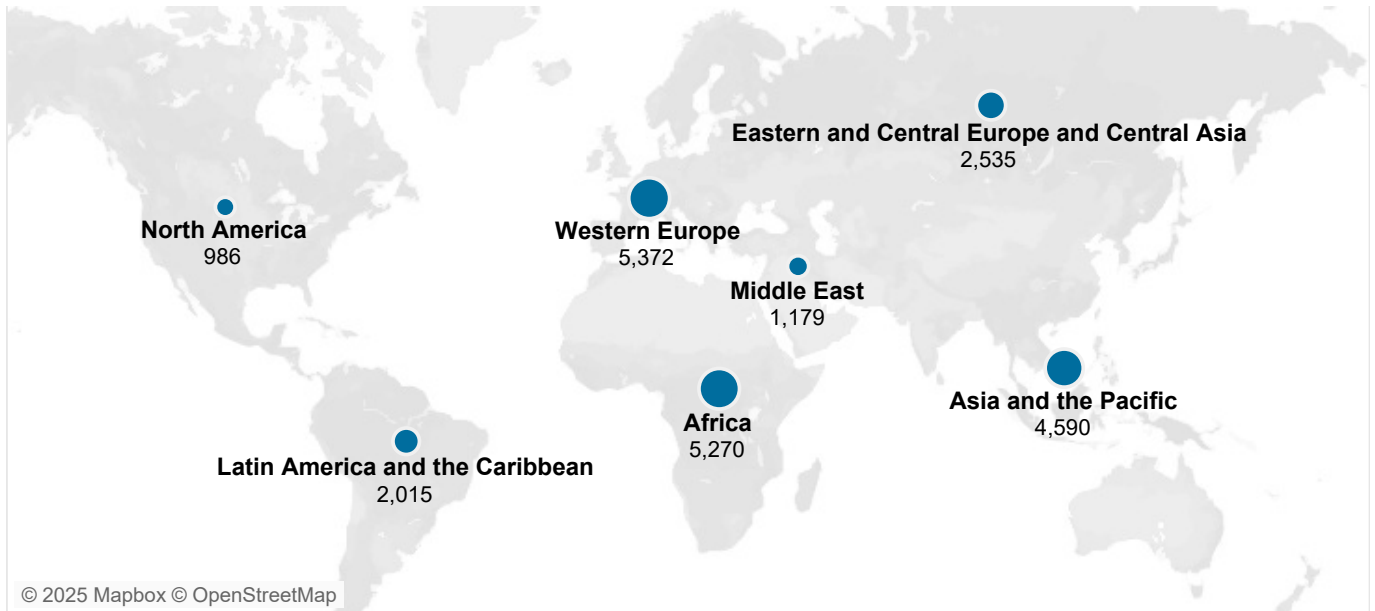 Eastern and Central Europe and Central Asia
2,535
North America
986
Western Europe
5,372
Middle East
1,179
Asia and the Pacific
4,590
Africa
5,270
Latin America and the Caribbean
2,015
© 2025 Mapbox © OpenStreetMap